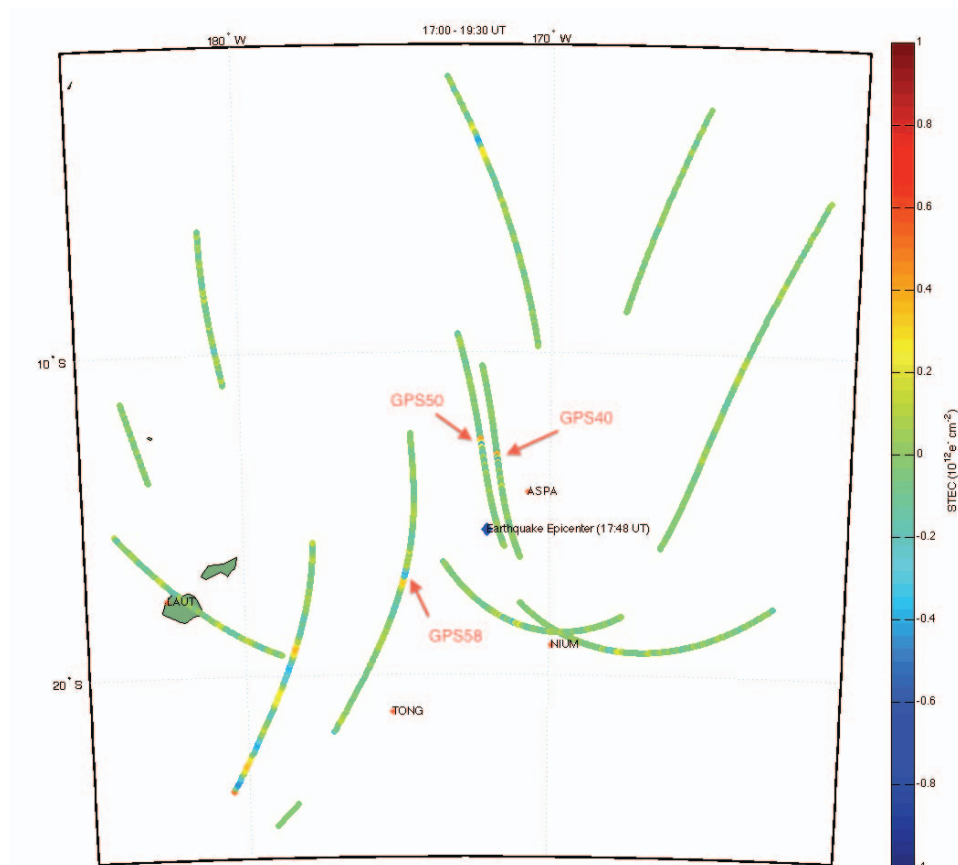 17:00 - 19:30 UT
180° W
170° W
10° S
20° S
GPS50
GPS40
ASPA
Earthquake Epicenter (17:48 UT)
GPS58
LAUT
NIUM
TONG
1
0.8
0.6
0.4
0.2
0
-0.2
-0.4
-0.6
-0.8
-1
STEC (10¹² e⁻ cm⁻²)